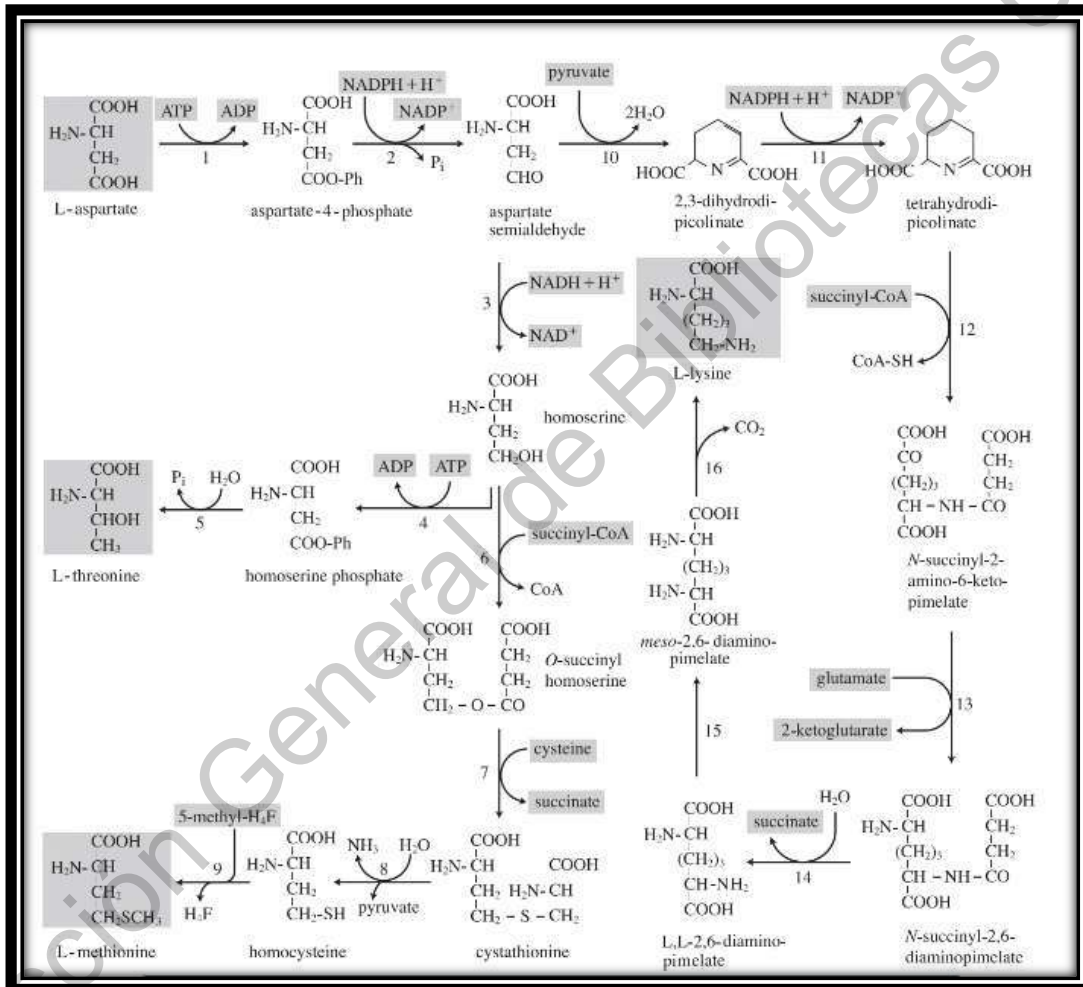 COOH
H₂N-CH
CH₂
COOH
L-aspartate
ATP
ADP
1
COOH
H₂N-CH
CH₂
COO-Ph
aspartate-4-phosphate
NADPH + H⁺
NADP⁺
Pᵢ
2
COOH
H₂N-CH
CH₂
CHO
aspartate
semialdehyde
pyruvate
2H₂O
10
HOOC
N
COOH
2,3-dihydrodi-
picolinate
NADPH + H⁺
NADP⁺
11
HOOC
N
COOH
tetrahydrodi-
picolinate
3
NADH + H⁺
NAD⁺
COOH
H₂N-CH
(CH₂)₃
CH₂-NH₂
L-lysine
succinyl-CoA
12
CoA-SH
COOH
H₂N-CH
CH₂
CH₂OH
homoserine
16
CO₂
COOH
CO
(CH₂)₃
CH – NH – CO
COOH
COOH
CH₂
CH₂
N-succinyl-2-
amino-6-keto-
pimelate
COOH
H₂N-CH
CHOH
CH₃
L-threonine
Pᵢ
H₂O
5
COOH
H₂N-CH
CH₂
COO-Ph
homoserine phosphate
ADP
ATP
4
6
succinyl-CoA
CoA
COOH
H₂N-CH
(CH₂)₃
H₂N-CH
COOH
meso-2,6-diamino-
pimelate
COOH
H₂N-CH
CH₂
CH₂ – O – CO
COOH
CH₂
CH₂
O-succinyl
homoserine
glutamate
13
2-ketoglutarate
15
7
cysteine
succinate
COOH
H₂N-CH
CH₂
CH₂SCH₃
L-methionine
5-methyl-H₄F
9
H₄F
COOH
H₂N-CH
CH₂
CH₂-SH
homocysteine
NH₃
H₂O
8
pyruvate
COOH
H₂N-CH
CH₂
CH₂ – S – CH₂
COOH
H₂N-CH
cystathionine
COOH
H₂N-CH
(CH₂)₃
CH-NH₂
COOH
L,L-2,6-diamino-
pimelate
succinate
H₂O
14
COOH
H₂N-CH
(CH₂)₃
CH – NH – CO
COOH
COOH
CH₂
CH₂
N-succinyl-2,6-
diaminopimelate
General de Bibliotecas